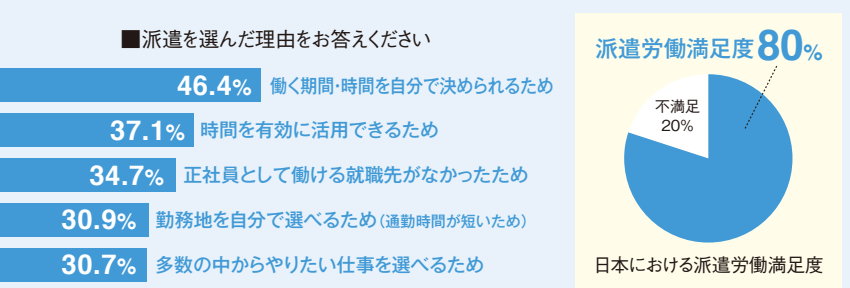 ■派遣を選んだ理由をお答えください
46.4% 働く期間・時間を自分で決められるため
37.1% 時間を有効に活用できるため
34.7% 正社員として働ける就職先がなかったため
30.9% 勤務地を自分で選べるため(通勤時間が短いため)
30.7% 多数の中からやりたい仕事を選べるため
派遣労働満足度80%
不満足
20%
日本における派遣労働満足度